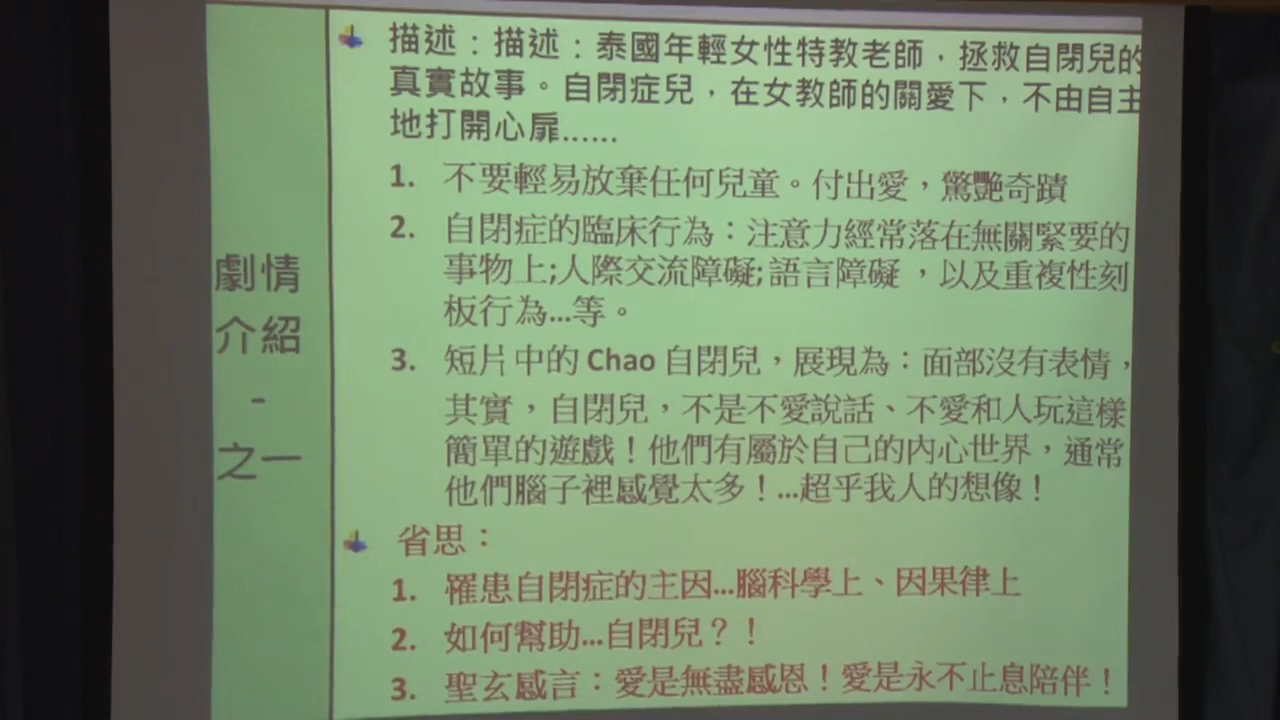 劇情
介紹
-
之一
描述：描述：泰國年輕女性特教老師，拯救自閉兒的
真實故事。自閉症兒，在女教師的關愛下，不由自主
地打開心扉......
1. 不要輕易放棄任何兒童。付出愛，驚艷奇蹟
2. 自閉症的臨床行為：注意力經常落在無關緊要的
事物上;人際交流障礙;語言障礙，以及重複性刻
板行為...等。
3. 短片中的 Chao 自閉兒，展現為：面部沒有表情，
其實，自閉兒，不是不愛說話、不愛和人玩這樣
簡單的遊戲！他們有屬於自己的內心世界，通常
他們腦子裡感覺太多！...超乎我人的想像！
省思：
1. 罹患自閉症的主因...腦科學上、因果律上
2. 如何幫助...自閉兒？！
3. 聖玄感言：愛是無盡感恩！愛是永不止息陪伴！